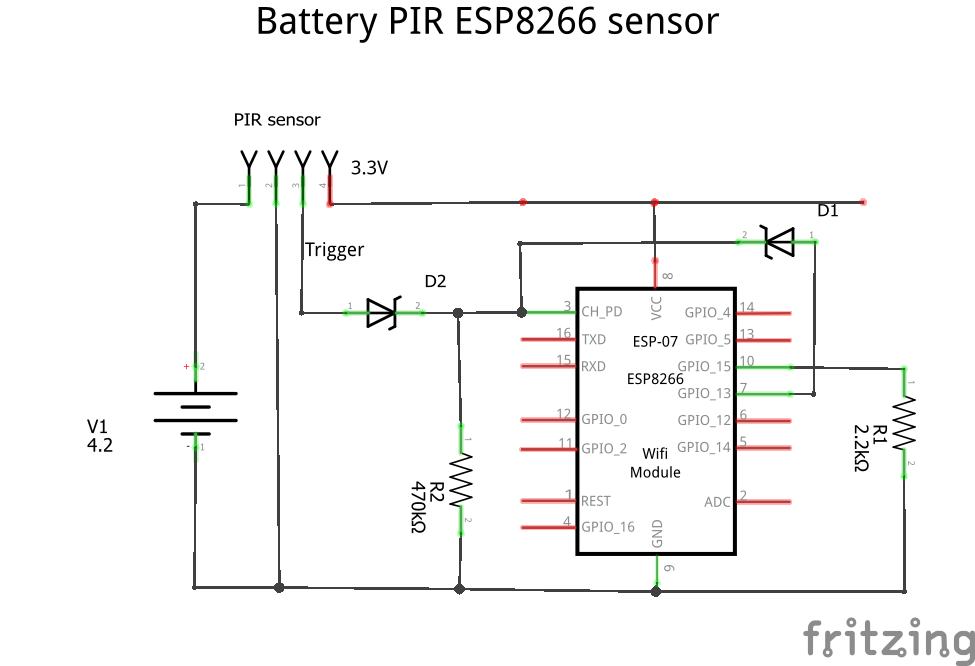 Battery PIR ESP8266 sensor
PIR sensor
3.3V
1
2
3
4
D1
2
1
Trigger
D2
1
2
8
VCC
3 CH_PD
GPIO_4 14
16 TXD
ESP-07
GPIO_5 13
15 RXD
GPIO_15 10
ESP8266
GPIO_13 7
12 GPIO_0
GPIO_12 6
11 GPIO_2
GPIO_14 5
Wifi
Module
1 REST
ADC 2
4 GPIO_16
GND
9
+ 2
V1
4.2
- 1
1
R2
470kΩ
2
1
R1
2.2kΩ
2
fritzing